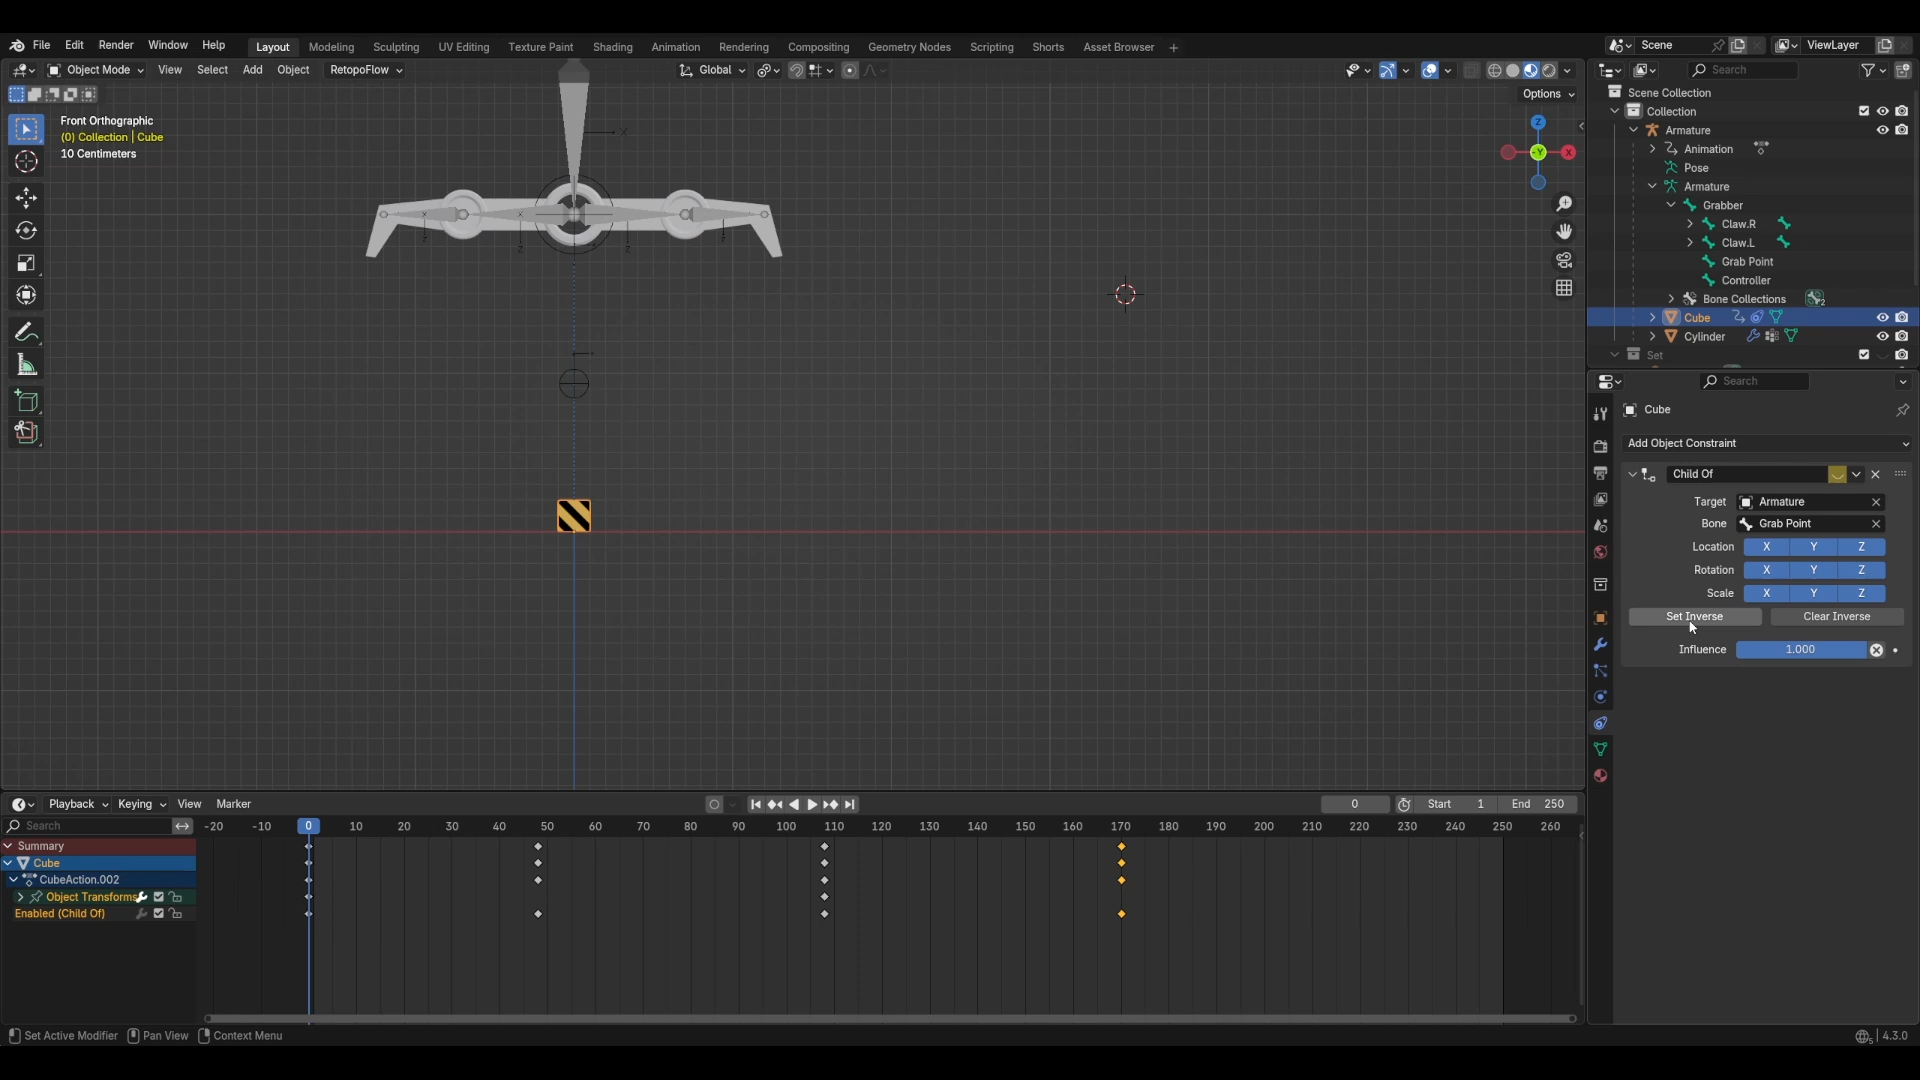 File Edit Render Window Help Layout Modeling Sculpting UV Editing Texture Paint Shading Animation Rendering Compositing Geometry Nodes Scripting Shorts Asset Browser + Scene ViewLayer
Object Mode View Select Add Object RetopoFlow Global Search
Options
Front Orthographic
(0) Collection | Cube
10 Centimeters
Z
-Y
X
X
X
X
X
X
Z
Z
Z
Z
Scene Collection
Collection
Armature
Animation
Pose
Armature
Grabber
Claw.R
Claw.L
Grab Point
Controller
Bone Collections 2
Cube
Cylinder
Set
Search
Cube
Add Object Constraint
Child Of
Target Armature
Bone Grab Point
Location X Y Z
Rotation X Y Z
Scale X Y Z
Set Inverse Clear Inverse
Influence 1.000
Playback Keying View Marker 0 Start 1 End 250
Search -20 -10 0 10 20 30 40 50 60 70 80 90 100 110 120 130 140 150 160 170 180 190 200 210 220 230 240 250 260
Summary
Cube
CubeAction.002
Object Transforms
Enabled (Child Of)
Set Active Modifier Pan View Context Menu 5 4.3.0